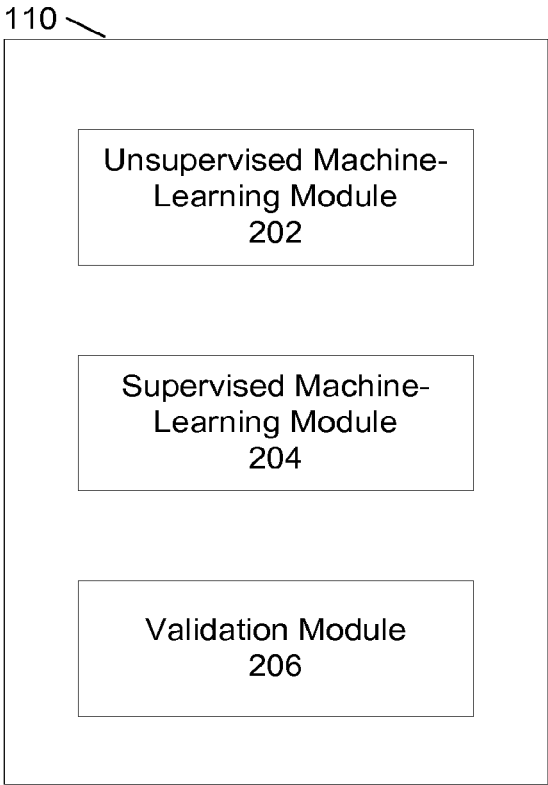 110
Unsupervised Machine-
Learning Module
202
Supervised Machine-
Learning Module
204
Validation Module
206